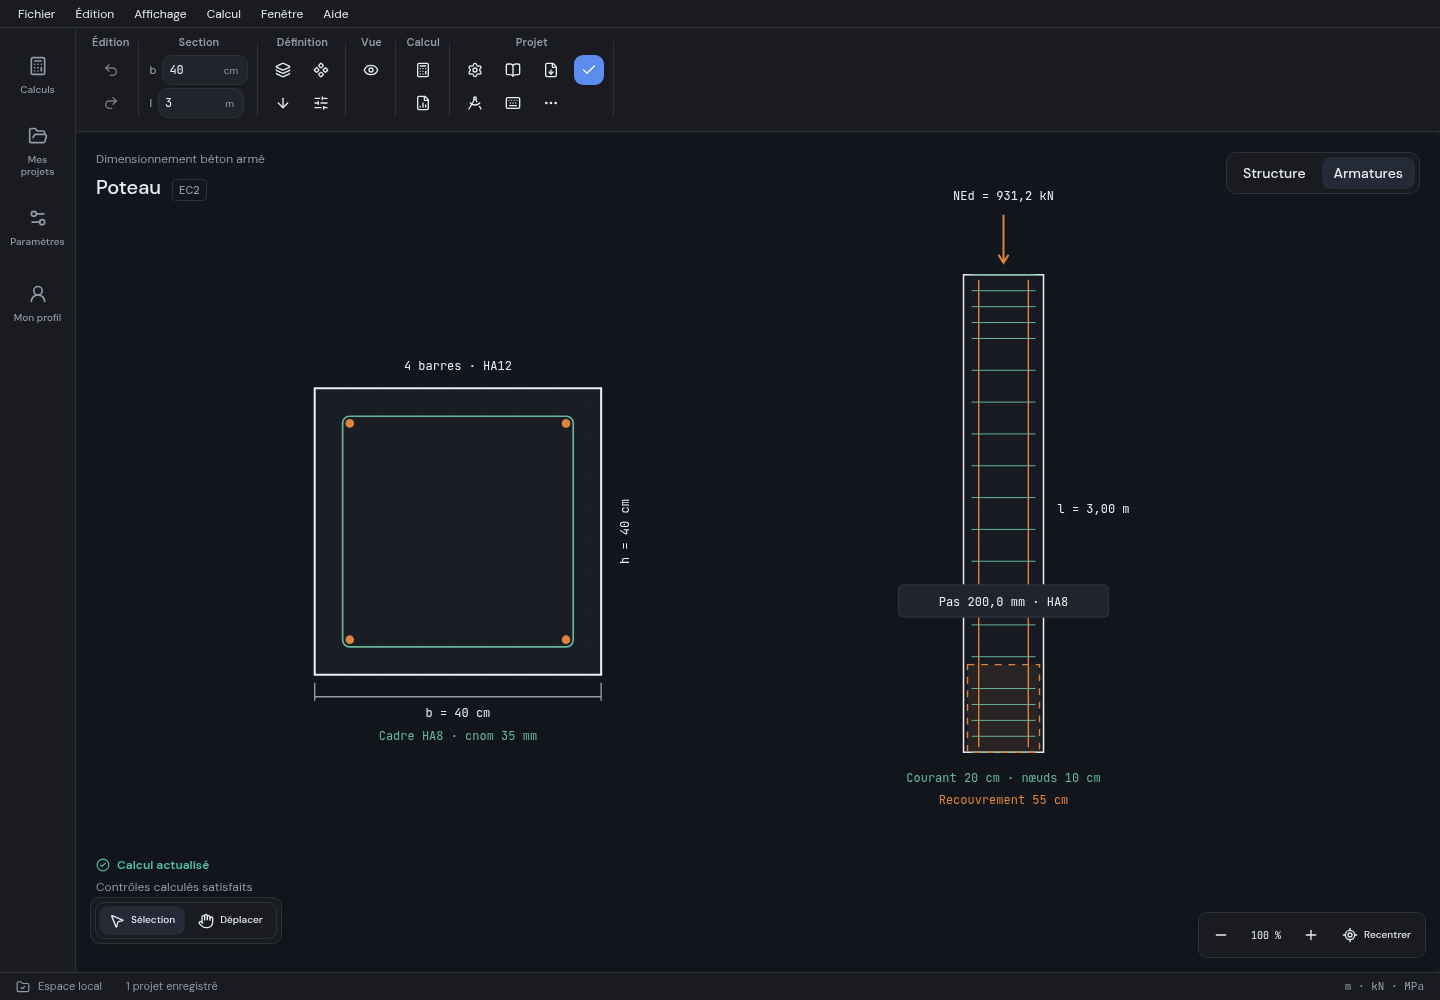 Fichier Édition Affichage Calcul Fenêtre Aide
Édition Section Définition Vue Calcul Projet
b 40 cm
l 3 m
Calculs
Mes
projets
Paramètres
Mon profil
Dimensionnement béton armé
Poteau EC2
Structure Armatures
NEd = 931,2 kN
4 barres · HA12
h = 40 cm
l = 3,00 m
Pas 200,0 mm · HA8
b = 40 cm
Cadre HA8 · cnom 35 mm
Courant 20 cm · nœuds 10 cm
Recouvrement 55 cm
Calcul actualisé
Contrôles calculés satisfaits
Sélection Déplacer
100 % Recentrer
Espace local 1 projet enregistré
m · kN · MPa